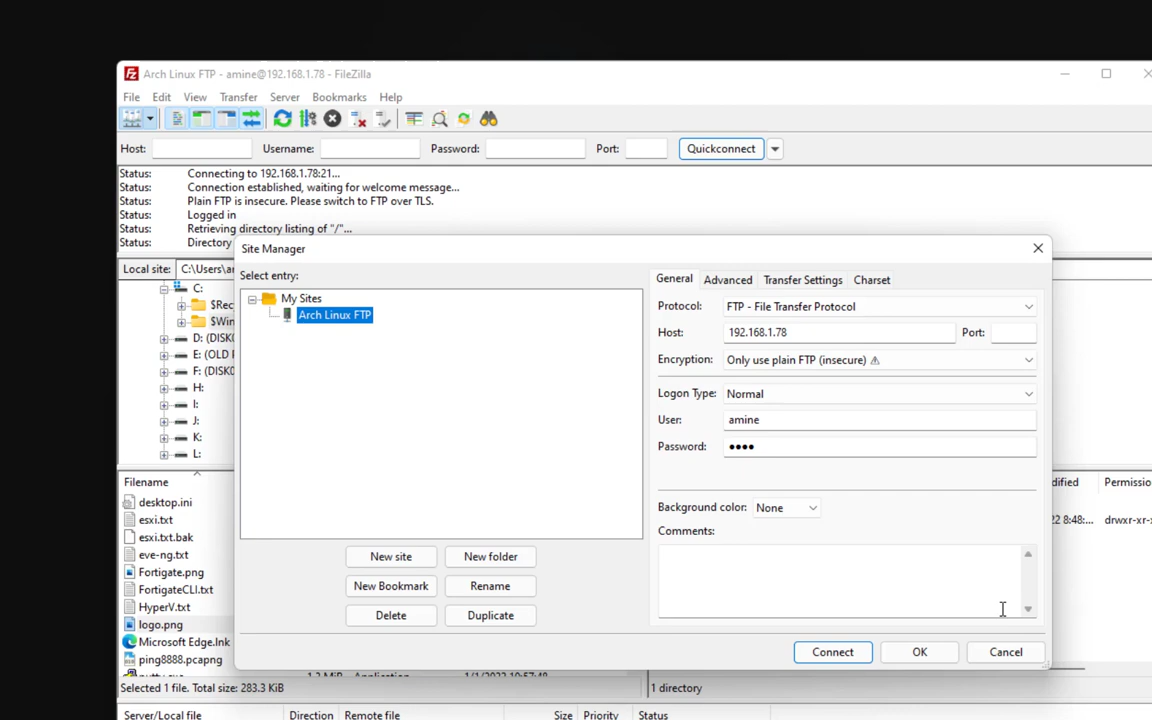 Arch Linux FTP - amine@192.168.1.78 - FileZilla
File Edit View Transfer Server Bookmarks Help
Host: Username: Password: Port: Quickconnect
Status: Connecting to 192.168.1.78:21...
Status: Connection established, waiting for welcome message...
Status: Plain FTP is insecure. Please switch to FTP over TLS.
Status: Logged in
Status: Retrieving directory listing of "/"...
Status: Directory
Site Manager
Local site: C:\Users\
C:
$Rec
$Win
D: (DISK
E: (OLD
F: (DISK
H:
I:
J:
K:
L:
Select entry:
My Sites
Arch Linux FTP
New site New folder
New Bookmark Rename
Delete Duplicate
General Advanced Transfer Settings Charset
Protocol: FTP - File Transfer Protocol
Host: 192.168.1.78 Port:
Encryption: Only use plain FTP (insecure) ⚠
Logon Type: Normal
User: amine
Password: ●●●●
Background color: None
Comments:
Connect OK Cancel
Filename
desktop.ini
esxi.txt
esxi.txt.bak
eve-ng.txt
Fortigate.png
FortigateCLI.txt
HyperV.txt
logo.png
Microsoft Edge.lnk
ping8888.pcapng
dified Permissio
22 8:48:... drwxr-xr-
Selected 1 file. Total size: 283.3 KiB
1 directory
Server/Local file Direction Remote file Size Priority Status